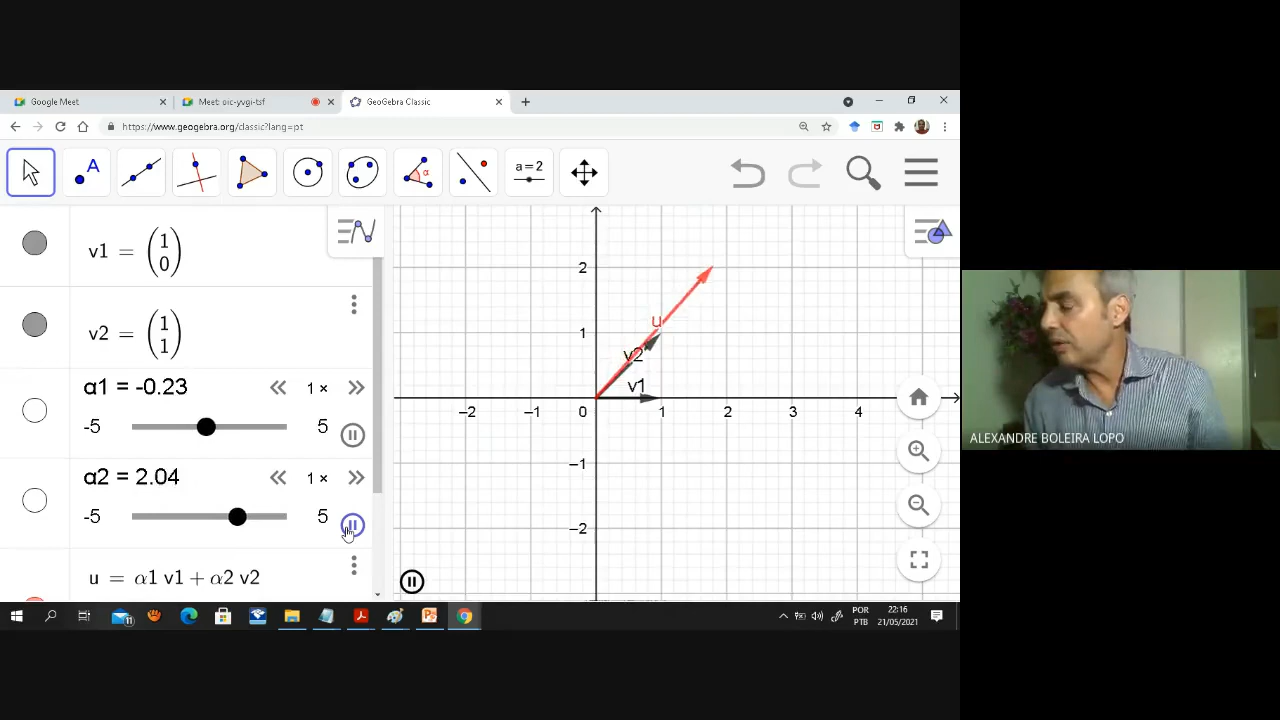 Google Meet
Meet: oic-yvgi-tsf
GeoGebra Classic
https://www.geogebra.org/classic?lang=pt
A
α
a = 2
v1 = (1 0)
v2 = (1 1)
α1 = -0.23
1 ×
-5
5
α2 = 2.04
1 ×
-5
5
u = α1 v1 + α2 v2
2
1
u
v2
v1
−2
−1
0
1
2
3
4
−1
−2
ALEXANDRE BOLEIRA LOPO
POR
PTB
22:16
21/05/2021